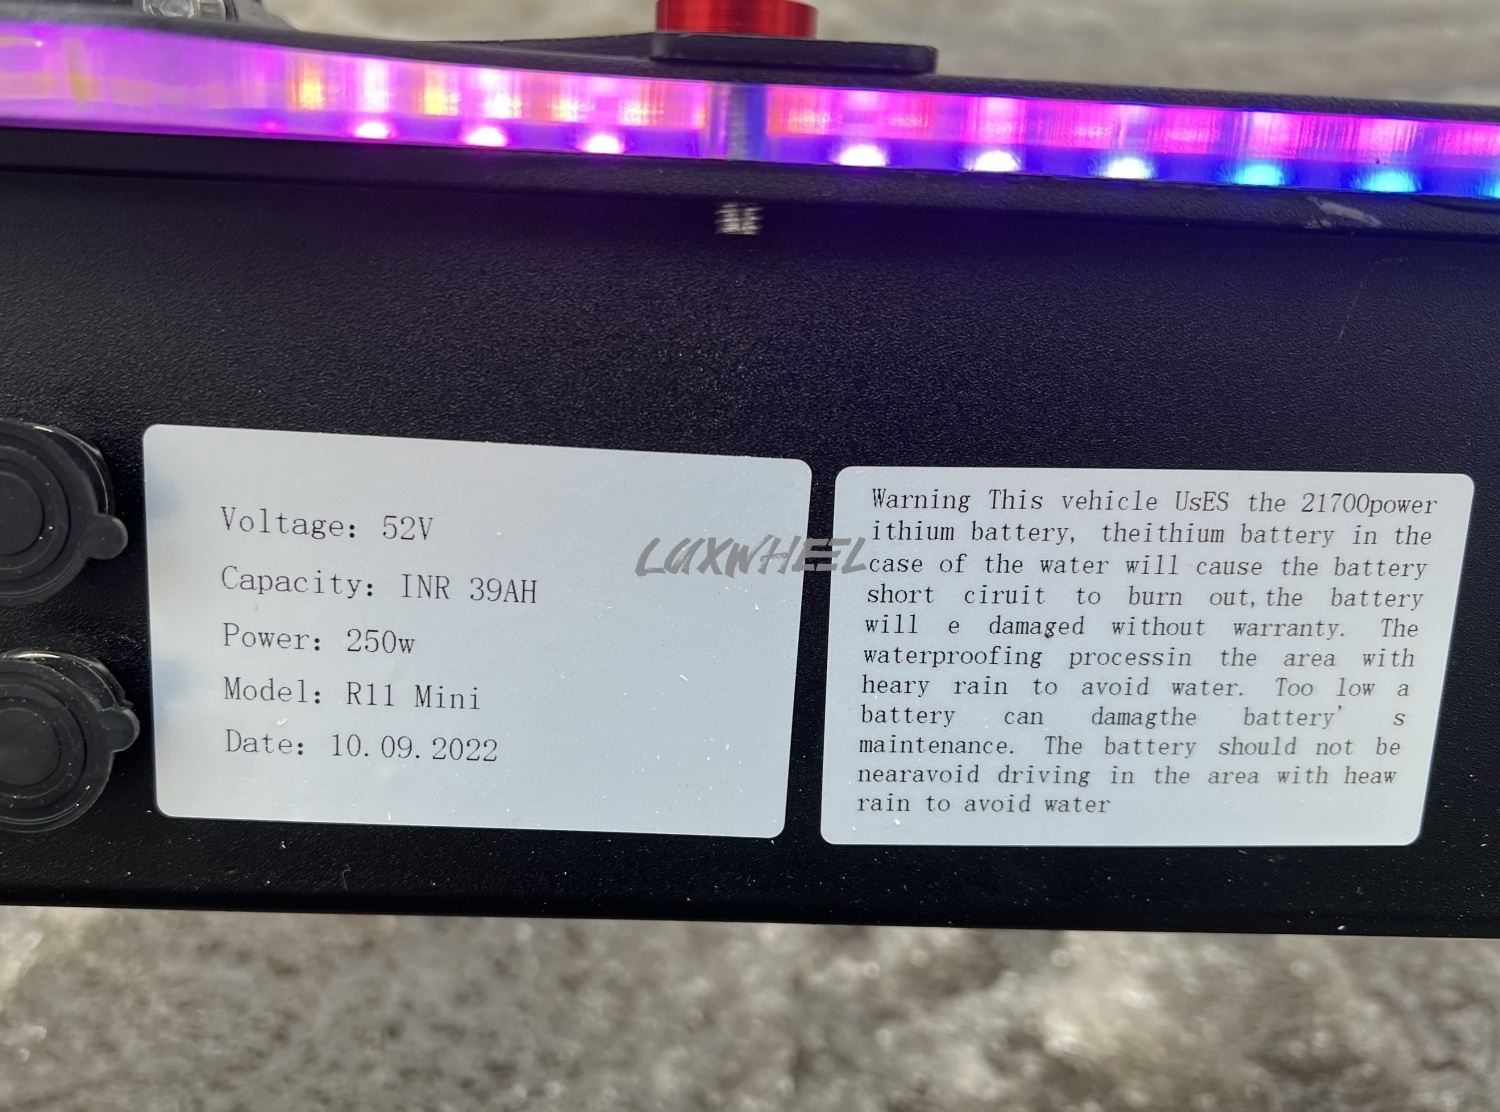 Voltage: 52V
Capacity: INR 39AH
Power: 250w
Model: R11 Mini
Date: 10.09.2022
LUXWHEEL
Warning This vehicle UsES the 21700power
ithium battery, theithium battery in the
case of the water will cause the battery
short ciruit to burn out,the battery
will e damaged without warranty. The
waterproofing processin the area with
heary rain to avoid water. Too low a
battery can damagthe battery' s
maintenance. The battery should not be
nearavoid driving in the area with heaw
rain to avoid water